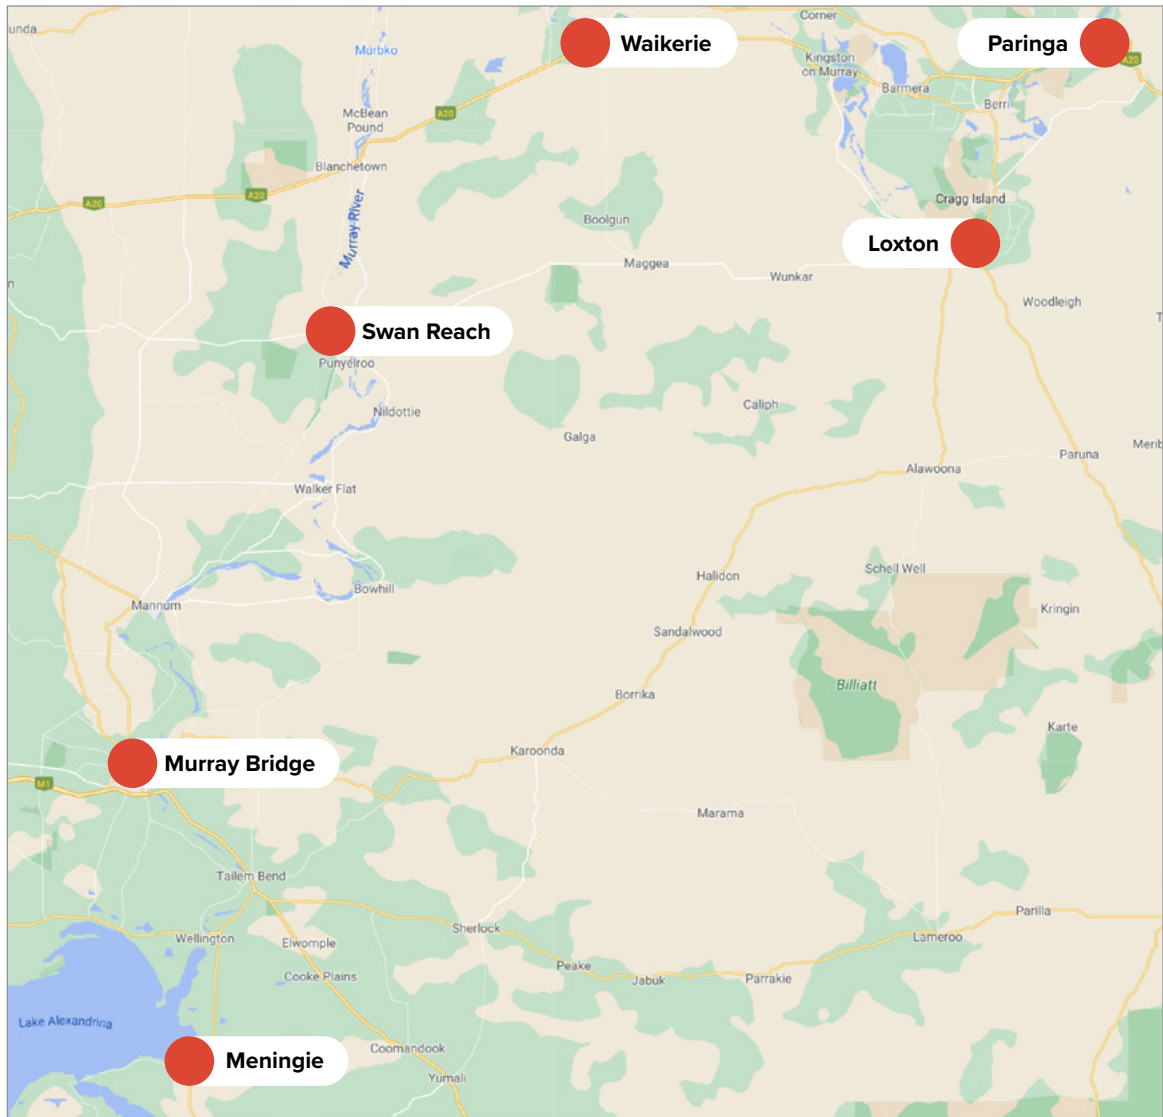 unda
Murbko
Waikerie
Corner
Paringa
A20
Kingston
on Murray
Barmera
Berri
McBean
Pound
A20
Blanchetown
A20
A20
Murray River
Cragg Island
Boolgun
Loxton
Maggea
Wunkar
n
Woodleigh
T
Swan Reach
Punyelroo
Nildottie
Caliph
Galga
Merib
Paruna
Alawoona
Walker Flat
Schell Well
Halidon
Bowhill
Mannum
Kringin
Sandalwood
Billiatt
Borrika
Karte
Karoonda
Murray Bridge
M1
Marama
Tailem Bend
Parilla
Sherlock
Wellington
Elwomple
Lameroo
Peake
Cooke Plains
Jabuk
Parrakie
Lake Alexandrina
Coomandook
Meningie
Yumali